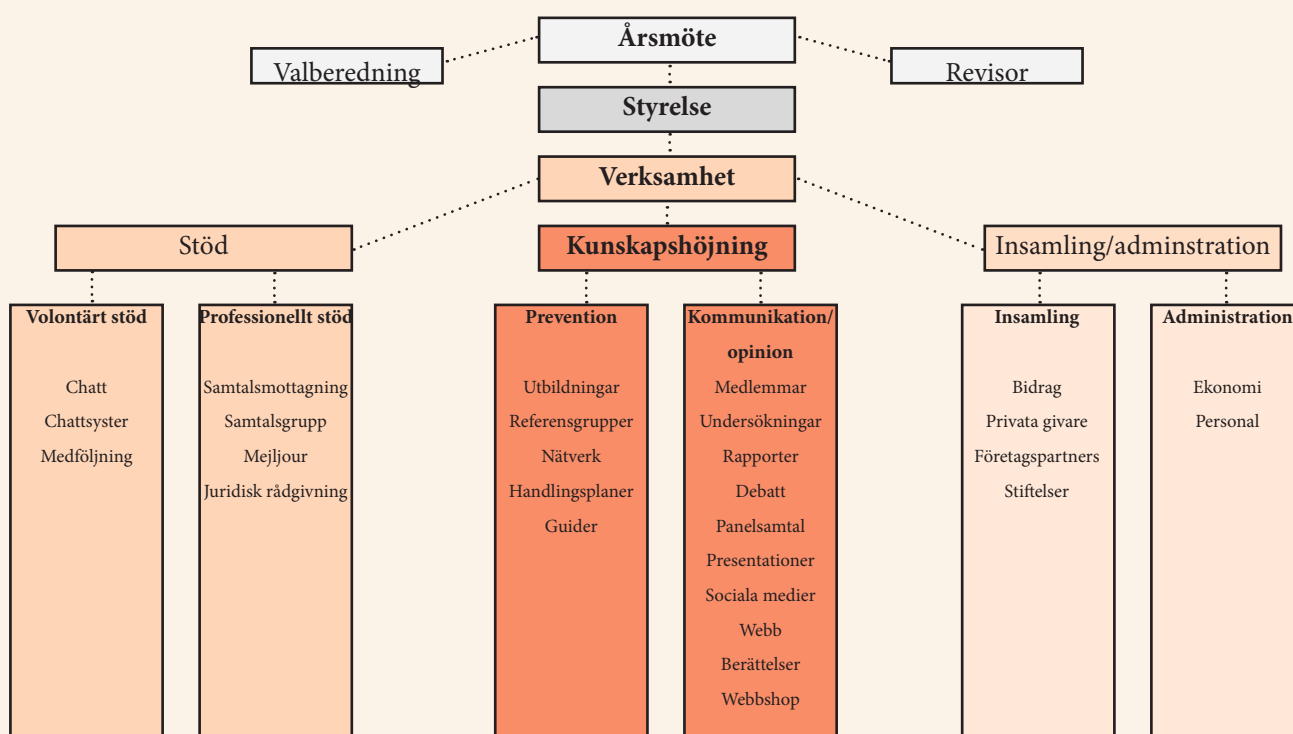 Årsmöte
Valberedning
Revisor
Styrelse
Verksamhet
Stöd
Kunskapshöjning
Insamling/adminstration
Volontärt stöd
Chatt
Chattsyster
Medföljning
Professionellt stöd
Samtalsmottagning
Samtalsgrupp
Mejljour
Juridisk rådgivning
Prevention
Utbildningar
Referensgrupper
Nätverk
Handlingsplaner
Guider
Kommunikation/
opinion
Medlemmar
Undersökningar
Rapporter
Debatt
Panelsamtal
Presentationer
Sociala medier
Webb
Berättelser
Webbshop
Insamling
Bidrag
Privata givare
Företagspartners
Stiftelser
Administration
Ekonomi
Personal